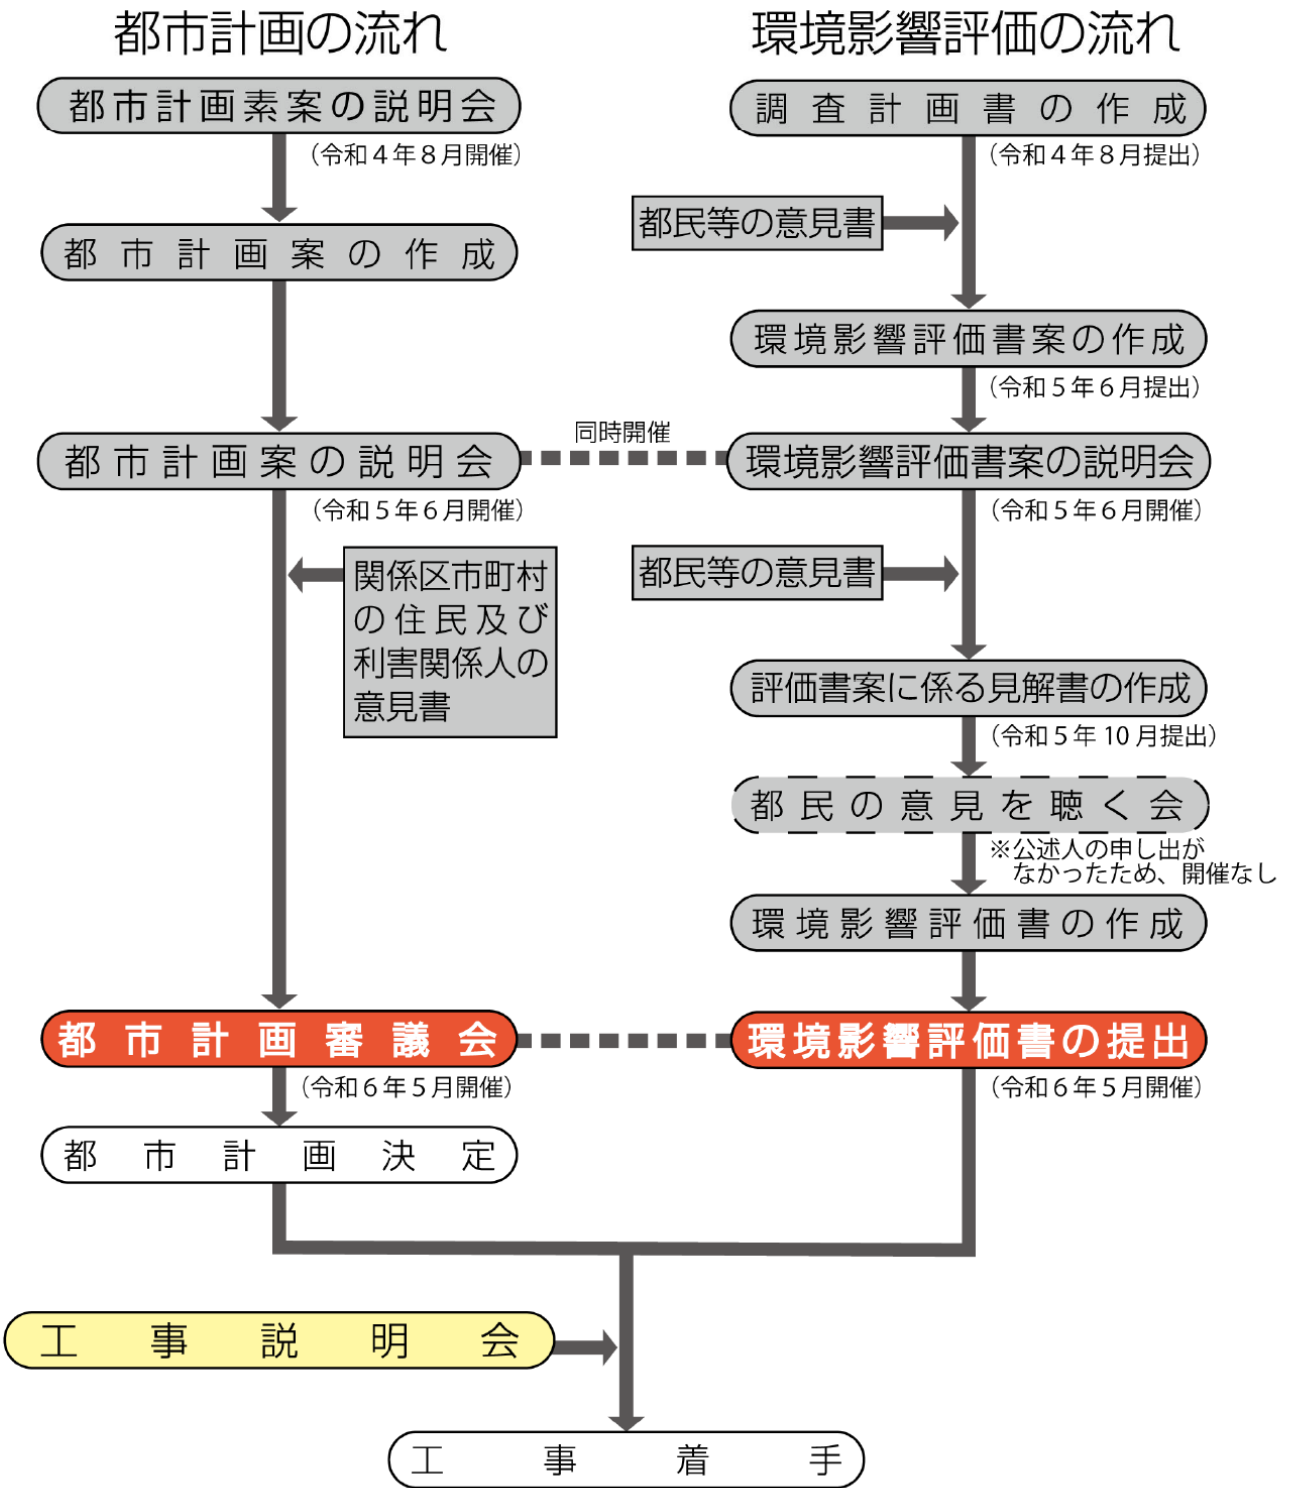 都市計画の流れ
都市計画素案の説明会
（令和４年８月開催）
都市計画案の作成
都市計画案の説明会
（令和５年６月開催）
関係区市町村
の住民及び
利害関係人の
意見書
都市計画審議会
（令和６年５月開催）
都市計画決定
同時開催
環境影響評価の流れ
調査計画書の作成
（令和４年８月提出）
都民等の意見書
環境影響評価書案の作成
（令和５年６月提出）
環境影響評価書案の説明会
（令和５年６月開催）
都民等の意見書
評価書案に係る見解書の作成
（令和５年10月提出）
都民の意見を聴く会
※公述人の申し出が
なかったため、開催なし
環境影響評価書の作成
環境影響評価書の提出
（令和６年５月開催）
工事説明会
工事着手